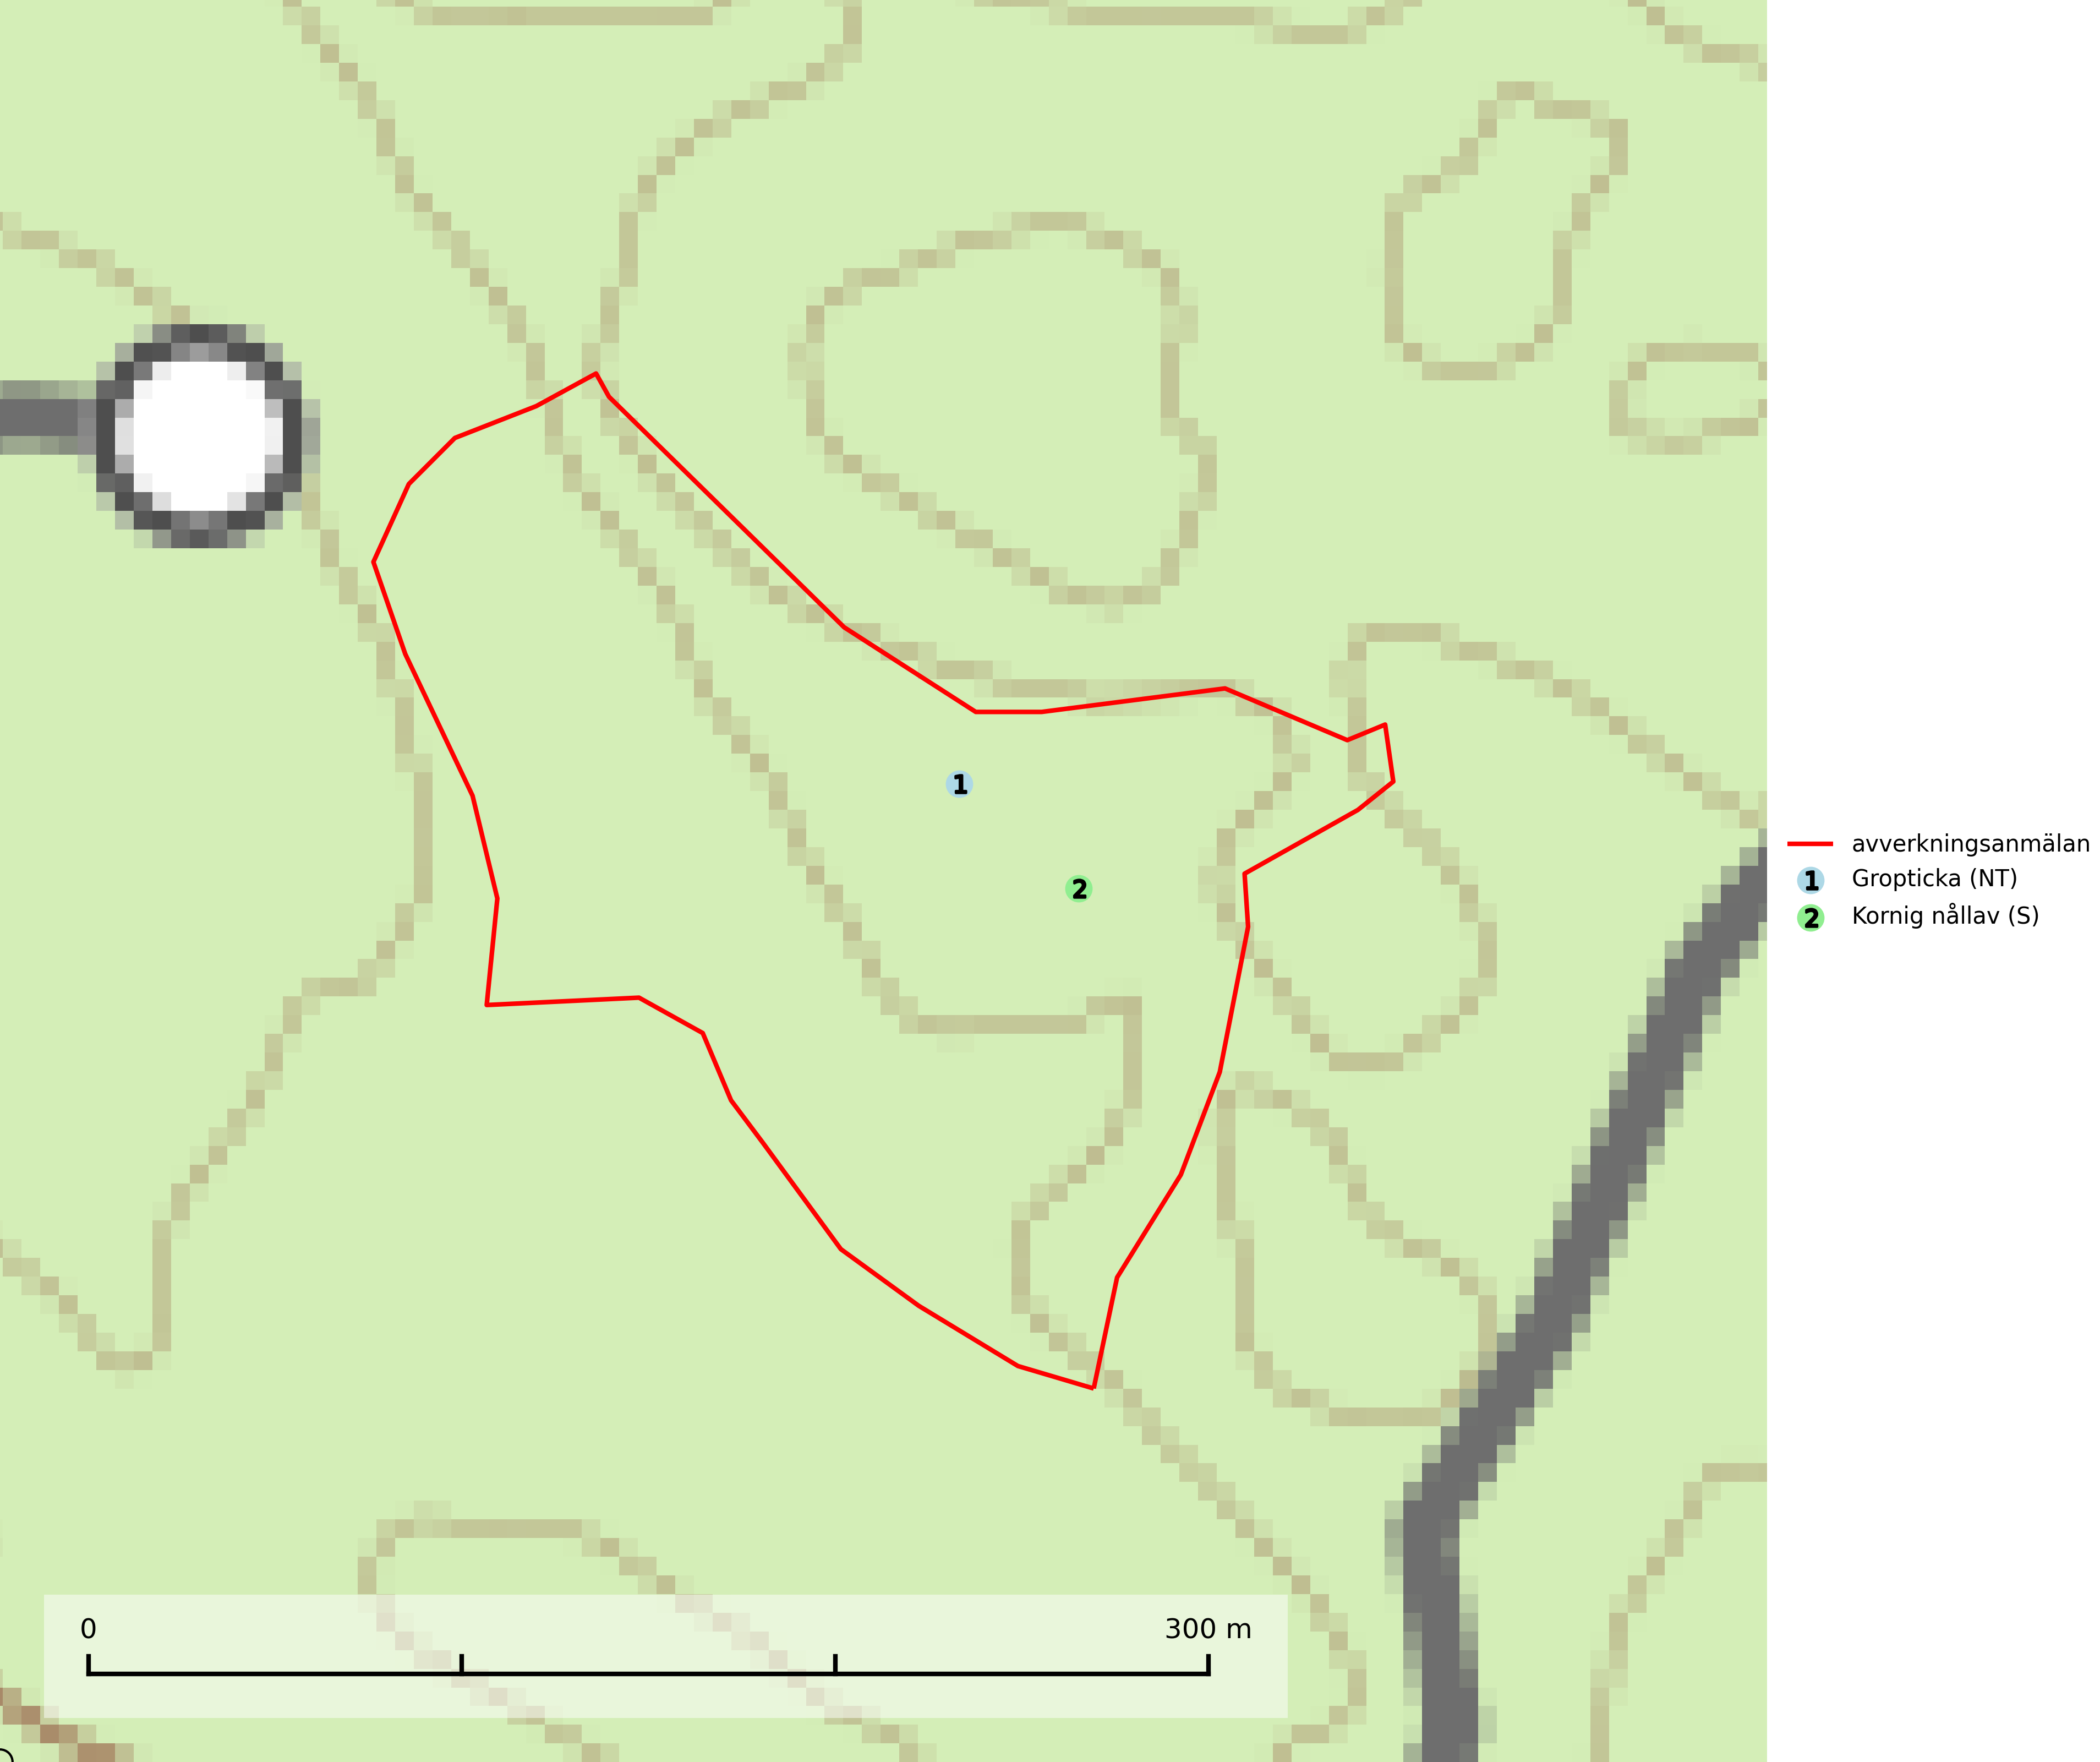 1
2
avverkningsanmälan
1 Gropticka (NT)
2 Kornig nållav (S)
0 300 m